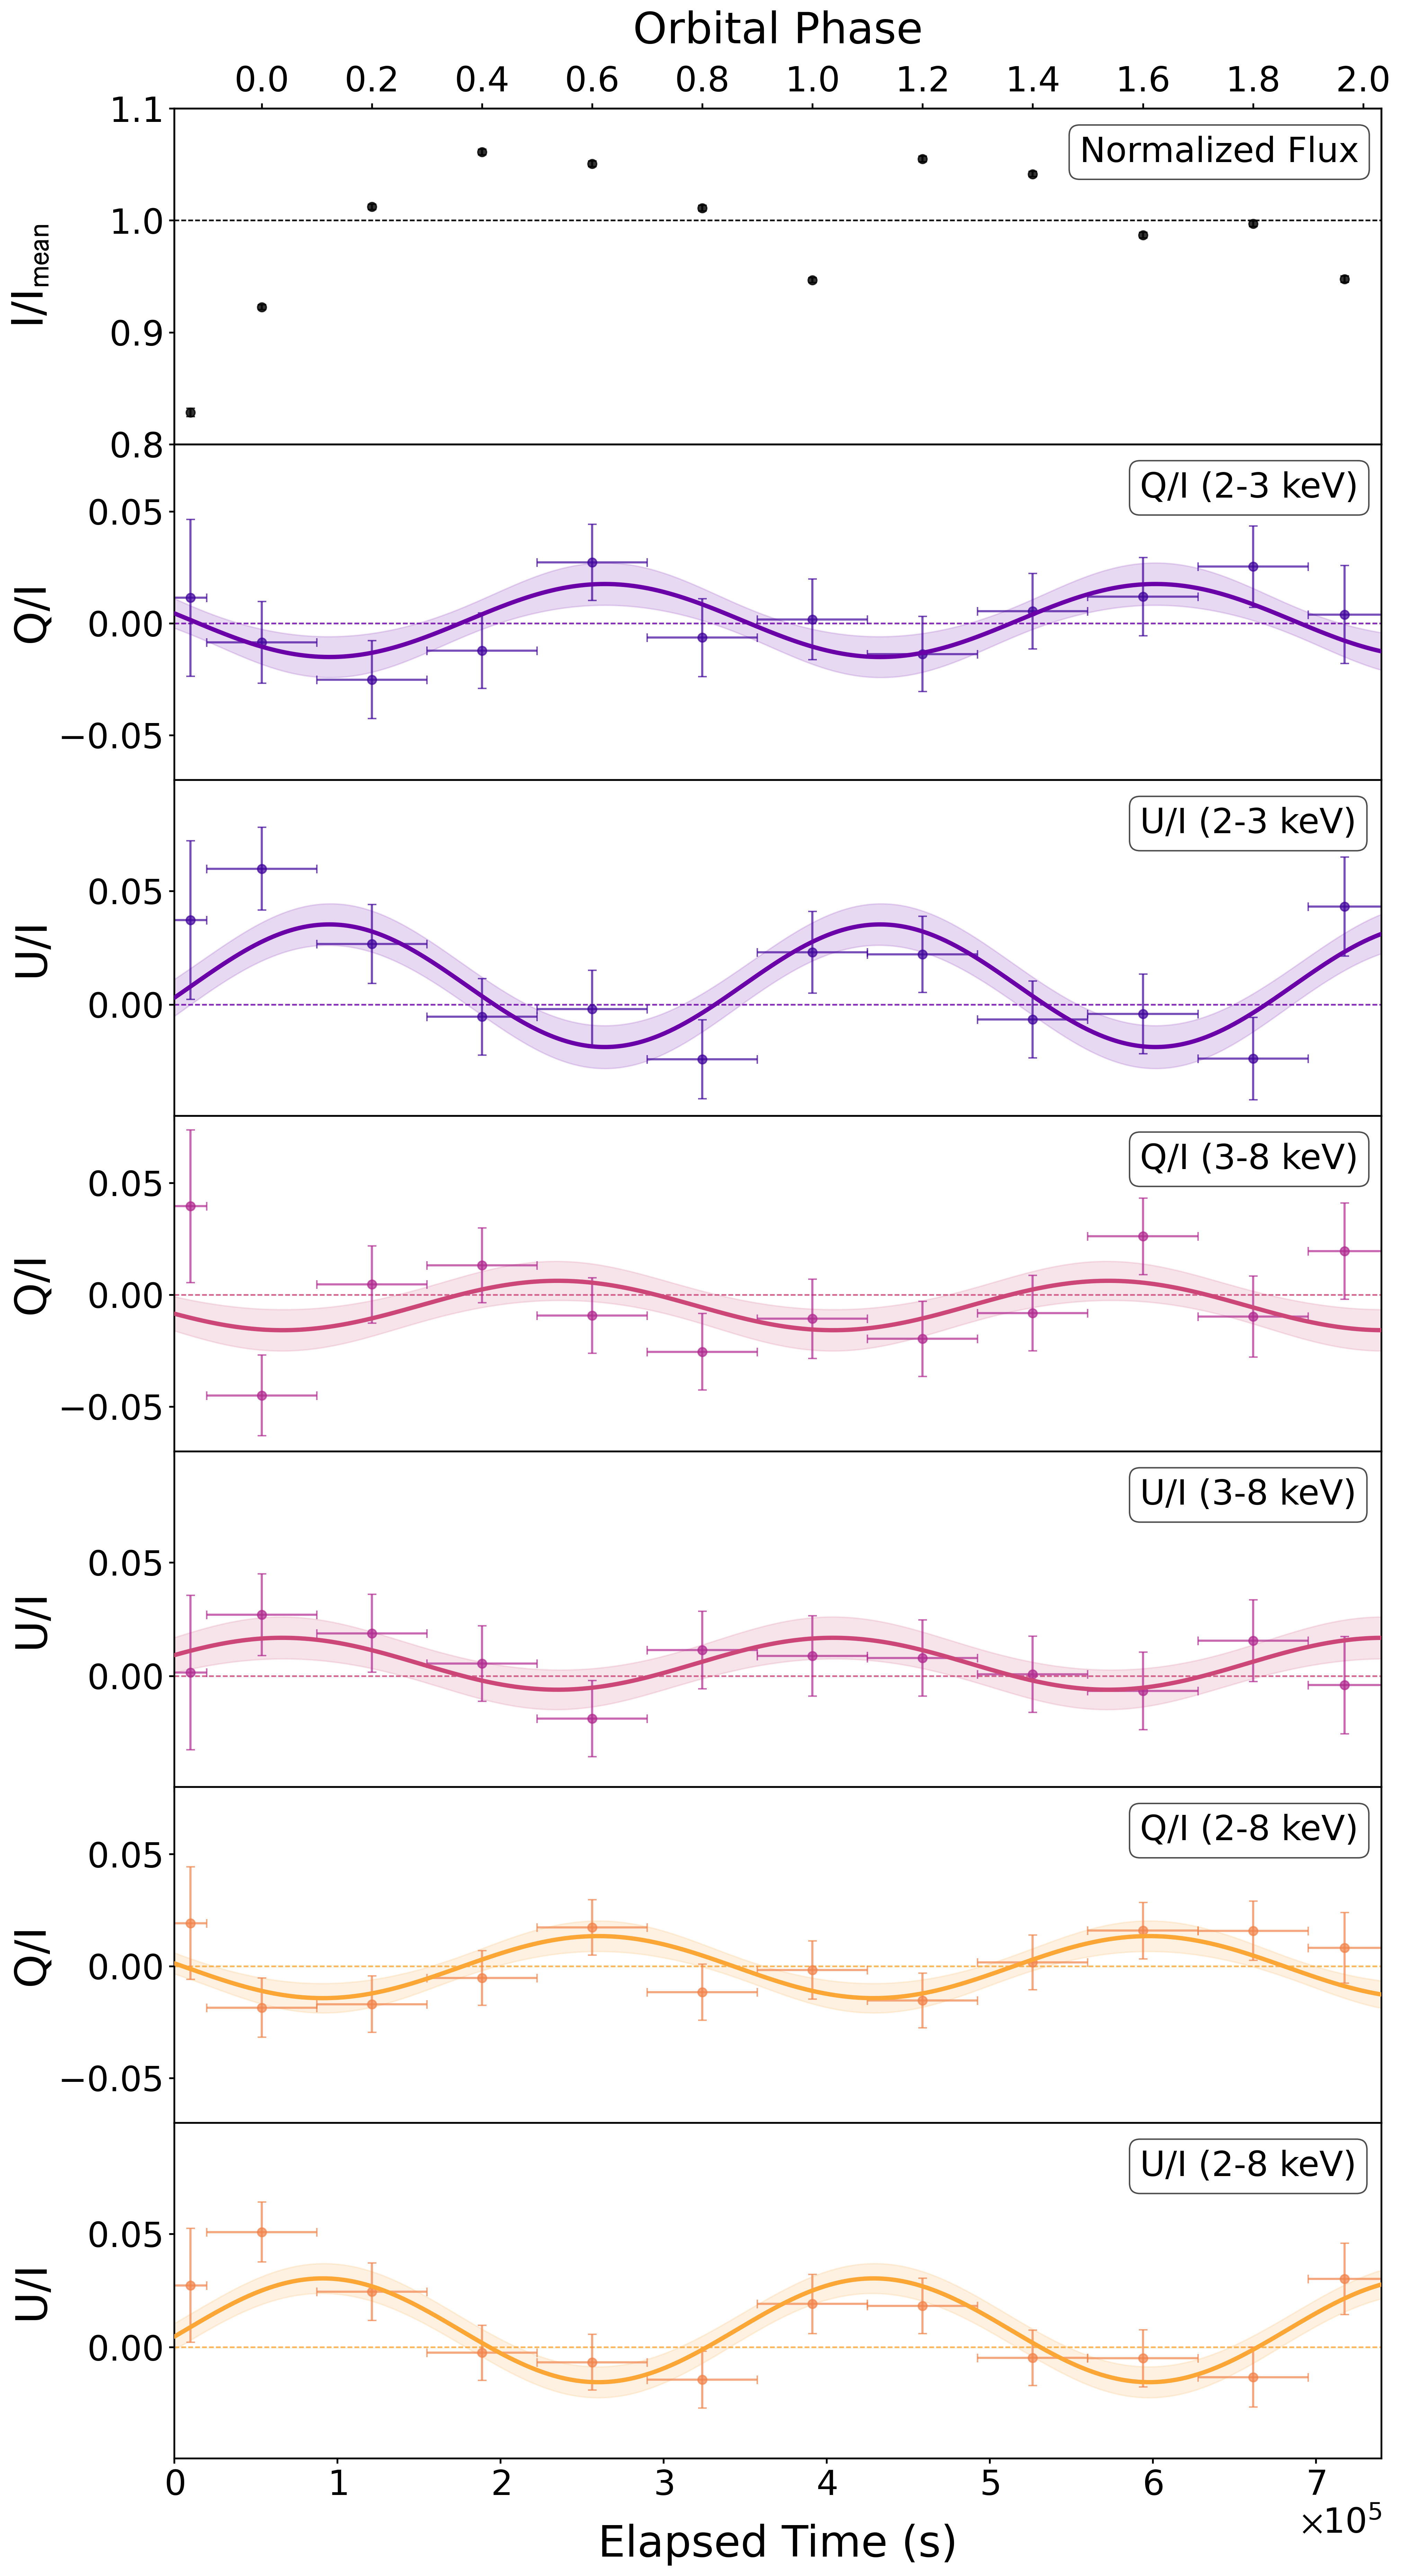 Orbital Phase
0.0 0.2 0.4 0.6 0.8 1.0 1.2 1.4 1.6 1.8 2.0
1.1
Normalized Flux
1.0
I/I_mean
0.9
0.8
Q/I (2-3 keV)
0.05
Q/I
0.00
−0.05
U/I (2-3 keV)
0.05
U/I
0.00
Q/I (3-8 keV)
0.05
Q/I
0.00
−0.05
U/I (3-8 keV)
0.05
U/I
0.00
Q/I (2-8 keV)
0.05
Q/I
0.00
−0.05
U/I (2-8 keV)
0.05
U/I
0.00
0 1 2 3 4 5 6 7
×10⁵
Elapsed Time (s)